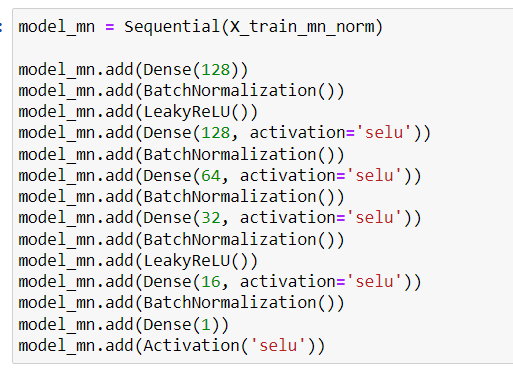 model_mn = Sequential(X_train_mn_norm)
model_mn.add(Dense(128))
model_mn.add(BatchNormalization())
model_mn.add(LeakyReLU())
model_mn.add(Dense(128, activation='selu'))
model_mn.add(BatchNormalization())
model_mn.add(Dense(64, activation='selu'))
model_mn.add(BatchNormalization())
model_mn.add(Dense(32, activation='selu'))
model_mn.add(BatchNormalization())
model_mn.add(LeakyReLU())
model_mn.add(Dense(16, activation='selu'))
model_mn.add(BatchNormalization())
model_mn.add(Dense(1))
model_mn.add(Activation('selu'))